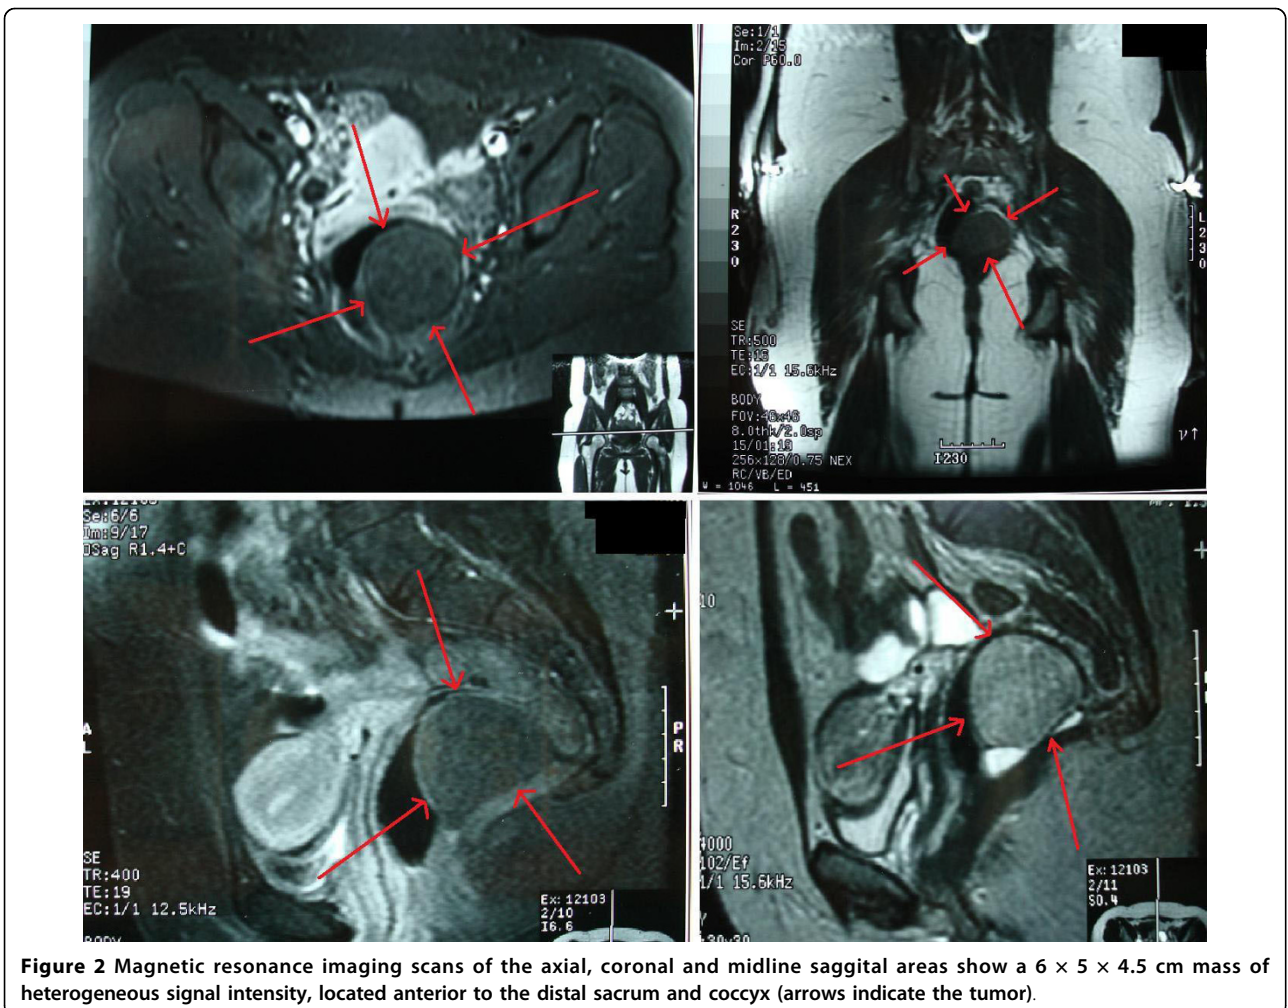 Se:1/1
Im:2/15
Cor P60.0
R
2
3
0
L
2
3
0
SE
TR:500
TE:16
EC:1/1 15.6kHz
BODY
FOV:46x46
8.0thk/2.0sp
15/01:19
256x128/0.75 NEX
RC/VB/ED
W = 1046 L = 451
I230
Se:6/6
Im:9/17
OSag R1.4+C
A
L
P
R
SE
TR:400
TE:19
EC:1/1 12.5kHz
BODY
Ex: 12103
2/10
I6.6
10
4000
102/Ef
1/1 15.6kHz
Ex: 12103
2/11
S0.4
Figure 2 Magnetic resonance imaging scans of the axial, coronal and midline saggital areas show a 6 × 5 × 4.5 cm mass of
heterogeneous signal intensity, located anterior to the distal sacrum and coccyx (arrows indicate the tumor).